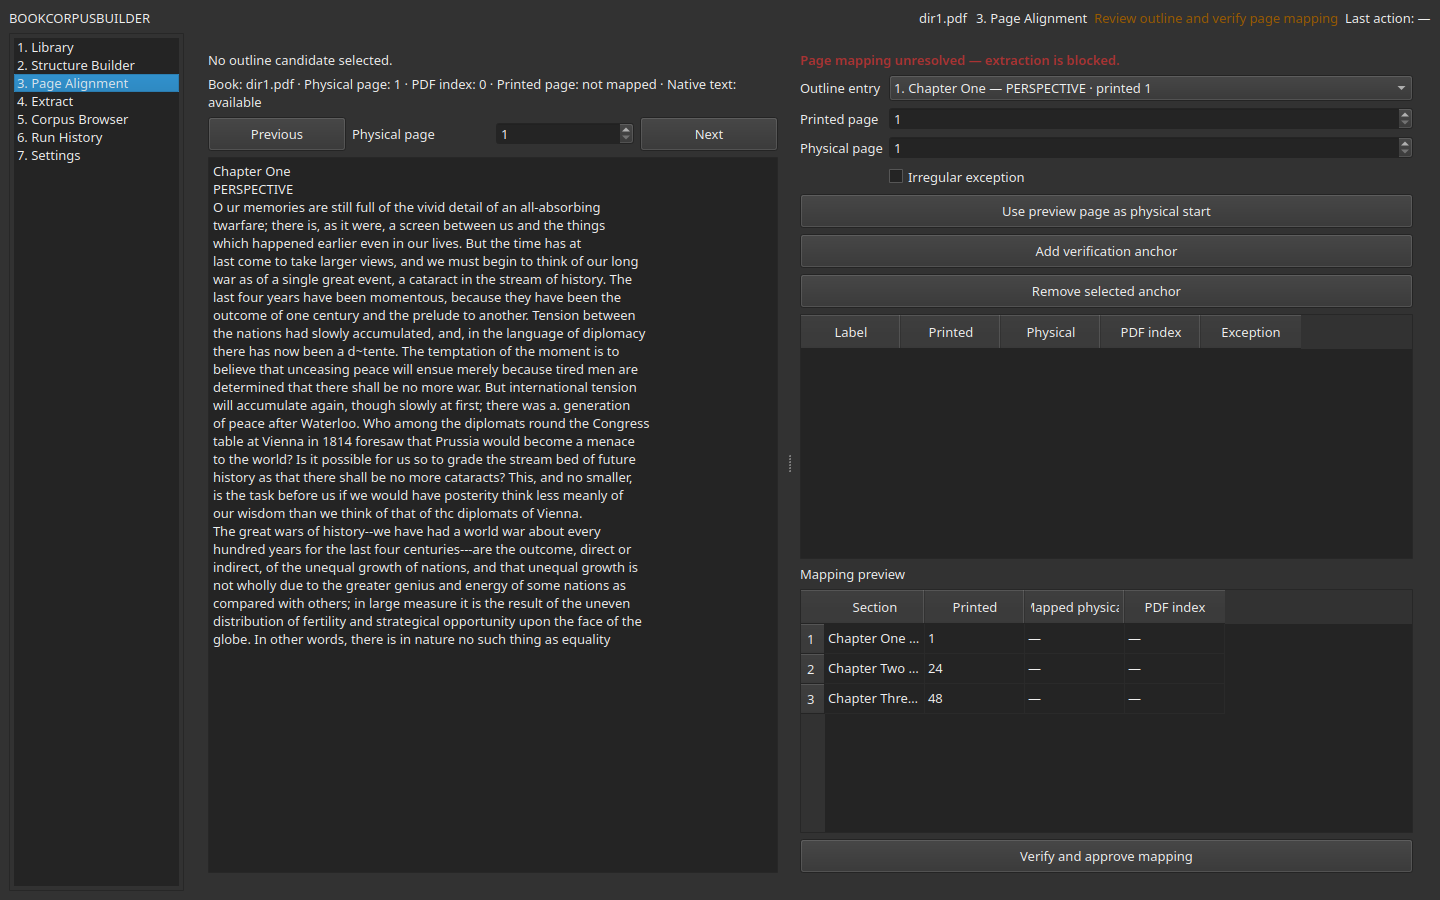 BOOKCORPUSBUILDER
dir1.pdf 3. Page Alignment Review outline and verify page mapping Last action: —
1. Library
2. Structure Builder
3. Page Alignment
4. Extract
5. Corpus Browser
6. Run History
7. Settings
No outline candidate selected.
Book: dir1.pdf · Physical page: 1 · PDF index: 0 · Printed page: not mapped · Native text:
available
Previous
Physical page
1
Next
Chapter One
PERSPECTIVE
O ur memories are still full of the vivid detail of an all-absorbing
twarfare; there is, as it were, a screen between us and the things
which happened earlier even in our lives. But the time has at
last come to take larger views, and we must begin to think of our long
war as of a single great event, a cataract in the stream of history. The
last four years have been momentous, because they have been the
outcome of one century and the prelude to another. Tension between
the nations had slowly accumulated, and, in the language of diplomacy
there has now been a d~tente. The temptation of the moment is to
believe that unceasing peace will ensue merely because tired men are
determined that there shall be no more war. But international tension
will accumulate again, though slowly at first; there was a. generation
of peace after Waterloo. Who among the diplomats round the Congress
table at Vienna in 1814 foresaw that Prussia would become a menace
to the world? Is it possible for us so to grade the stream bed of future
history as that there shall be no more cataracts? This, and no smaller,
is the task before us if we would have posterity think less meanly of
our wisdom than we think of that of thc diplomats of Vienna.
The great wars of history--we have had a world war about every
hundred years for the last four centuries---are the outcome, direct or
indirect, of the unequal growth of nations, and that unequal growth is
not wholly due to the greater genius and energy of some nations as
compared with others; in large measure it is the result of the uneven
distribution of fertility and strategical opportunity upon the face of the
globe. In other words, there is in nature no such thing as equality
Page mapping unresolved — extraction is blocked.
Outline entry 1. Chapter One — PERSPECTIVE · printed 1
Printed page 1
Physical page 1
Irregular exception
Use preview page as physical start
Add verification anchor
Remove selected anchor
Label Printed Physical PDF index Exception
Mapping preview
Section Printed Mapped physica PDF index
1 Chapter One ... 1 — —
2 Chapter Two ... 24 — —
3 Chapter Thre... 48 — —
Verify and approve mapping